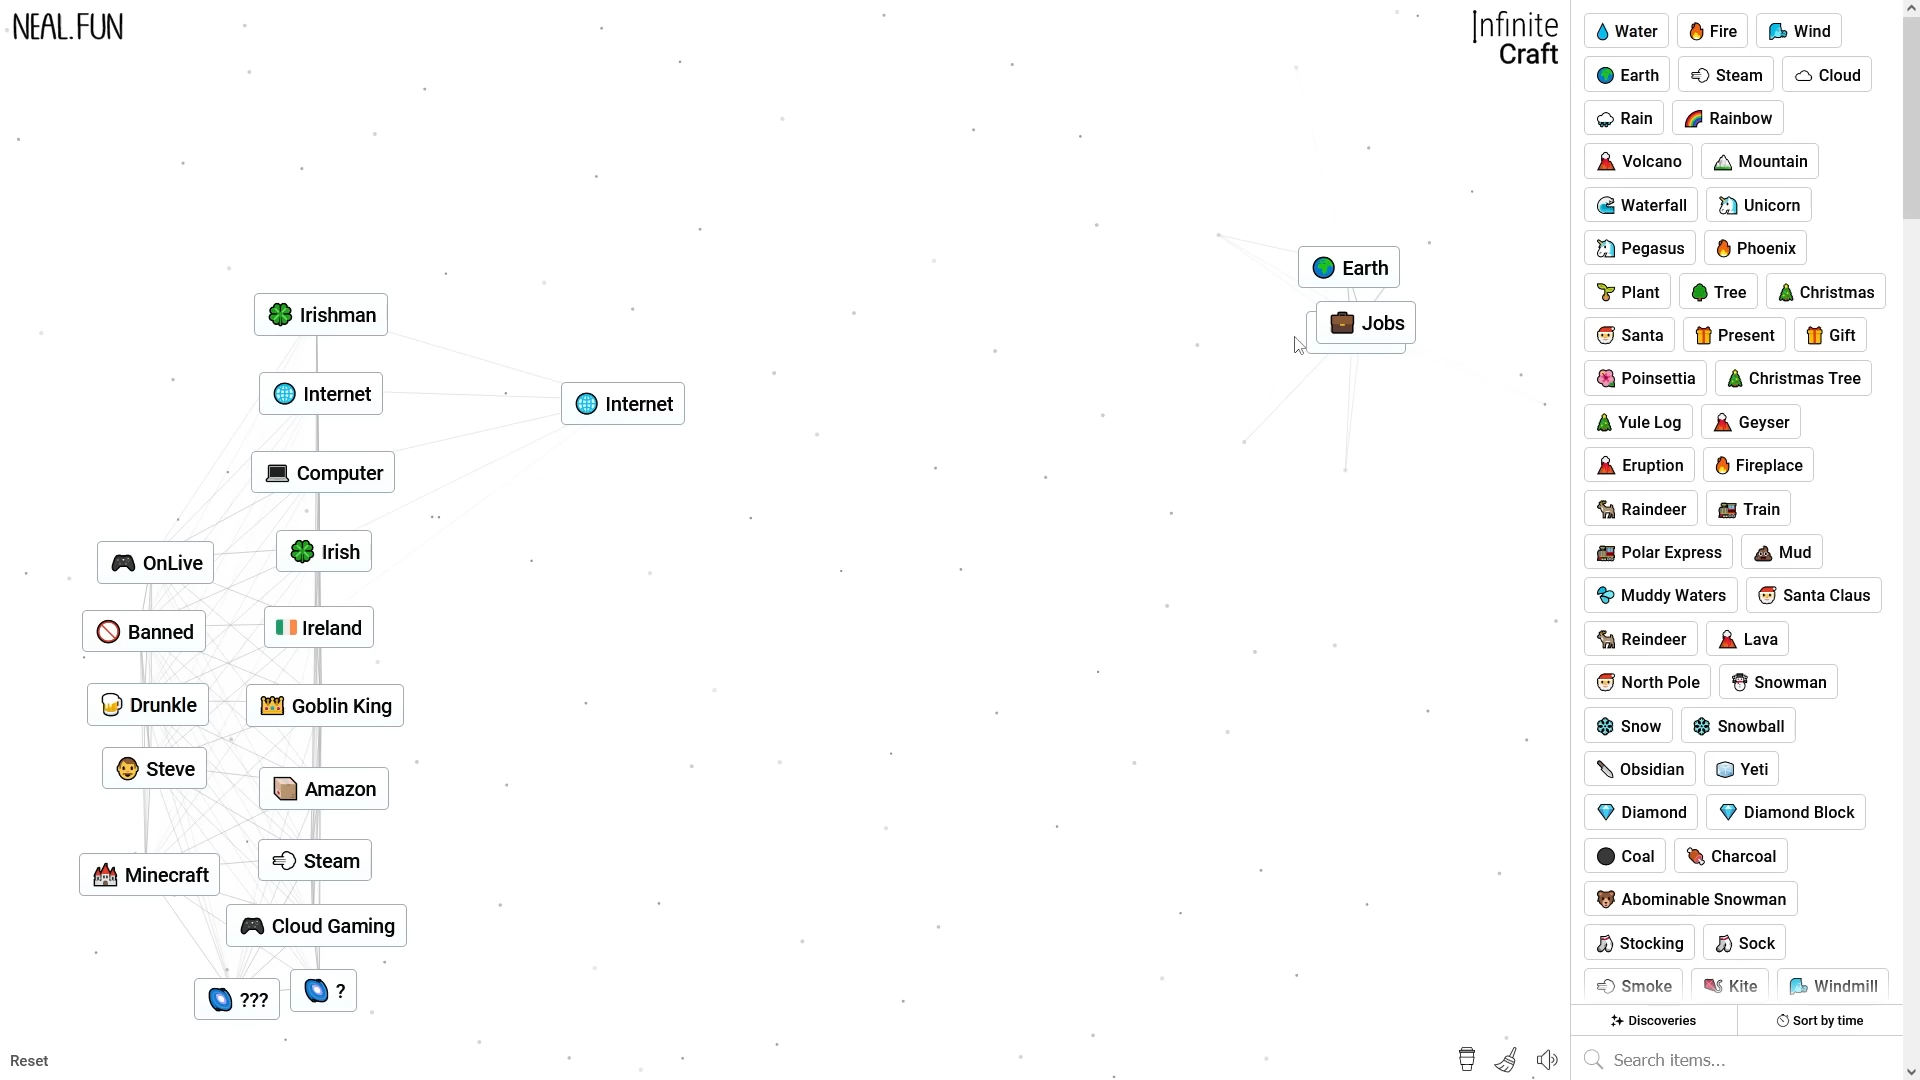 NEAL.FUN
Infinite
Craft
Irishman
Internet
Internet
Computer
OnLive
Irish
Banned
Ireland
Drunkle
Goblin King
Steve
Amazon
Minecraft
Steam
Cloud Gaming
???
?
Earth
Jobs
Reset
Water Fire Wind
Earth Steam Cloud
Rain Rainbow
Volcano Mountain
Waterfall Unicorn
Pegasus Phoenix
Plant Tree Christmas
Santa Present Gift
Poinsettia Christmas Tree
Yule Log Geyser
Eruption Fireplace
Raindeer Train
Polar Express Mud
Muddy Waters Santa Claus
Reindeer Lava
North Pole Snowman
Snow Snowball
Obsidian Yeti
Diamond Diamond Block
Coal Charcoal
Abominable Snowman
Stocking Sock
Smoke Kite Windmill
Discoveries Sort by time
Search items...